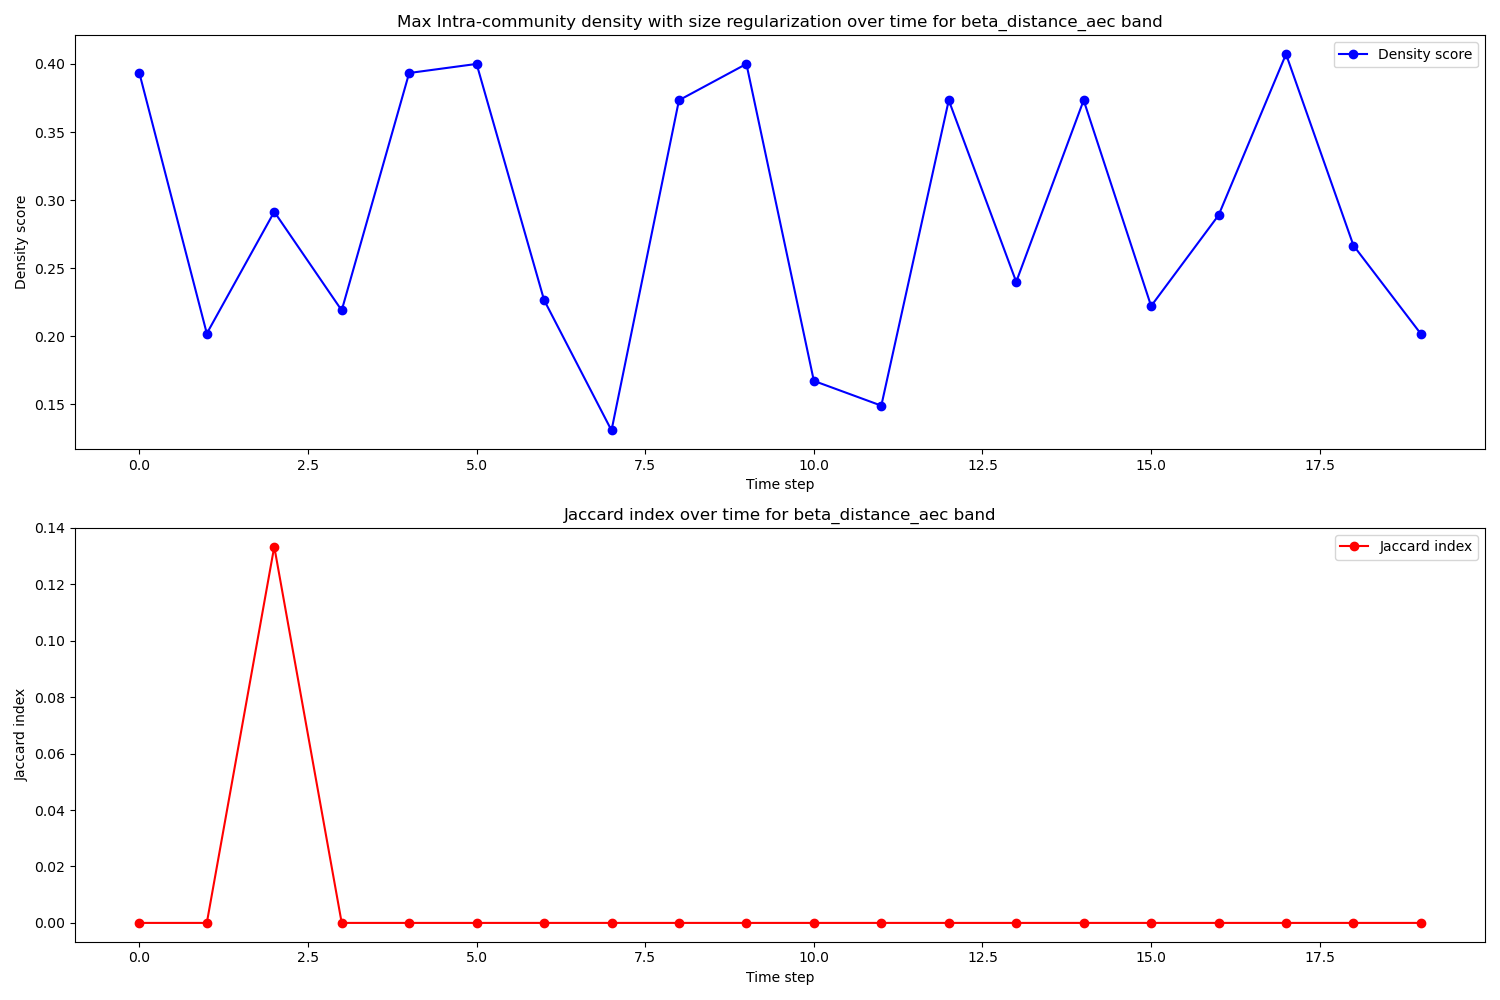 Max Intra-community density with size regularization over time for beta_distance_aec band
Density score
0.40
0.35
0.30
0.25
0.20
0.15
Density score
0.0 2.5 5.0 7.5 10.0 12.5 15.0 17.5
Time step
Jaccard index over time for beta_distance_aec band
Jaccard index
0.14
0.12
0.10
0.08
0.06
0.04
0.02
0.00
Jaccard index
0.0 2.5 5.0 7.5 10.0 12.5 15.0 17.5
Time step